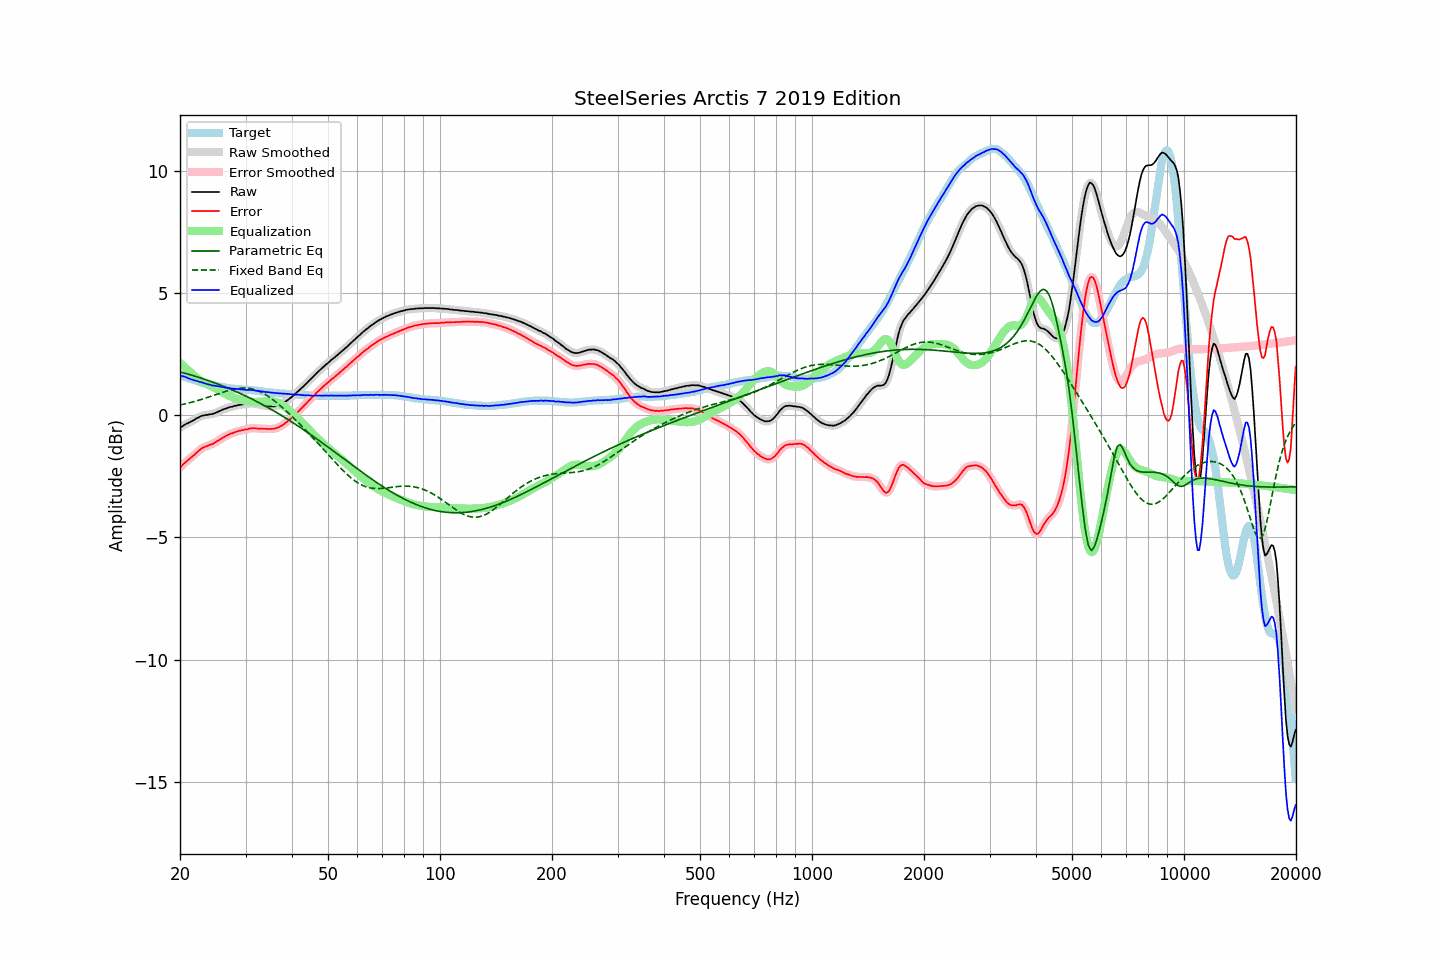 SteelSeries Arctis 7 2019 Edition
Target
Raw Smoothed
Error Smoothed
Raw
Error
Equalization
Parametric Eq
Fixed Band Eq
Equalized
10
5
0
−5
−10
−15
Amplitude (dBr)
20 50 100 200 500 1000 2000 5000 10000 20000
Frequency (Hz)